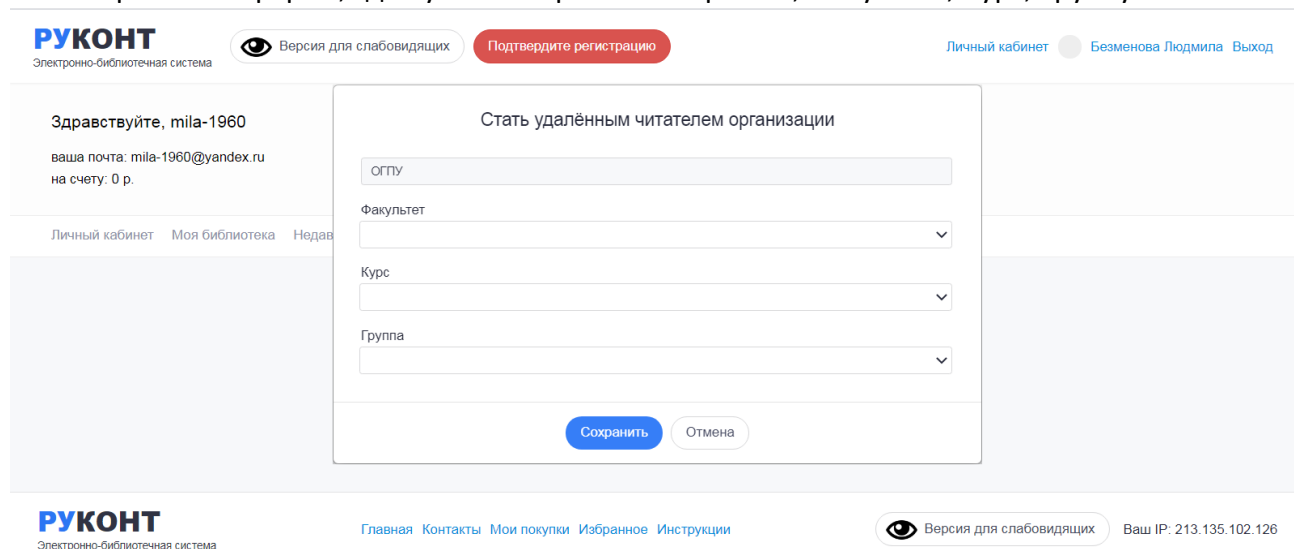 РУКОНТ
Электронно-библиотечная система
Версия для слабовидящих
Подтвердите регистрацию
Личный кабинет Безменова Людмила Выход
Здравствуйте, mila-1960
ваша почта: mila-1960@yandex.ru
на счету: 0 р.
Личный кабинет Моя библиотека Недав
Стать удалённым читателем организации
ОГПУ
Факультет
Курс
Группа
Сохранить Отмена
РУКОНТ
Электронно-библиотечная система
Главная Контакты Мои покупки Избранное Инструкции
Версия для слабовидящих
Ваш IP: 213.135.102.126